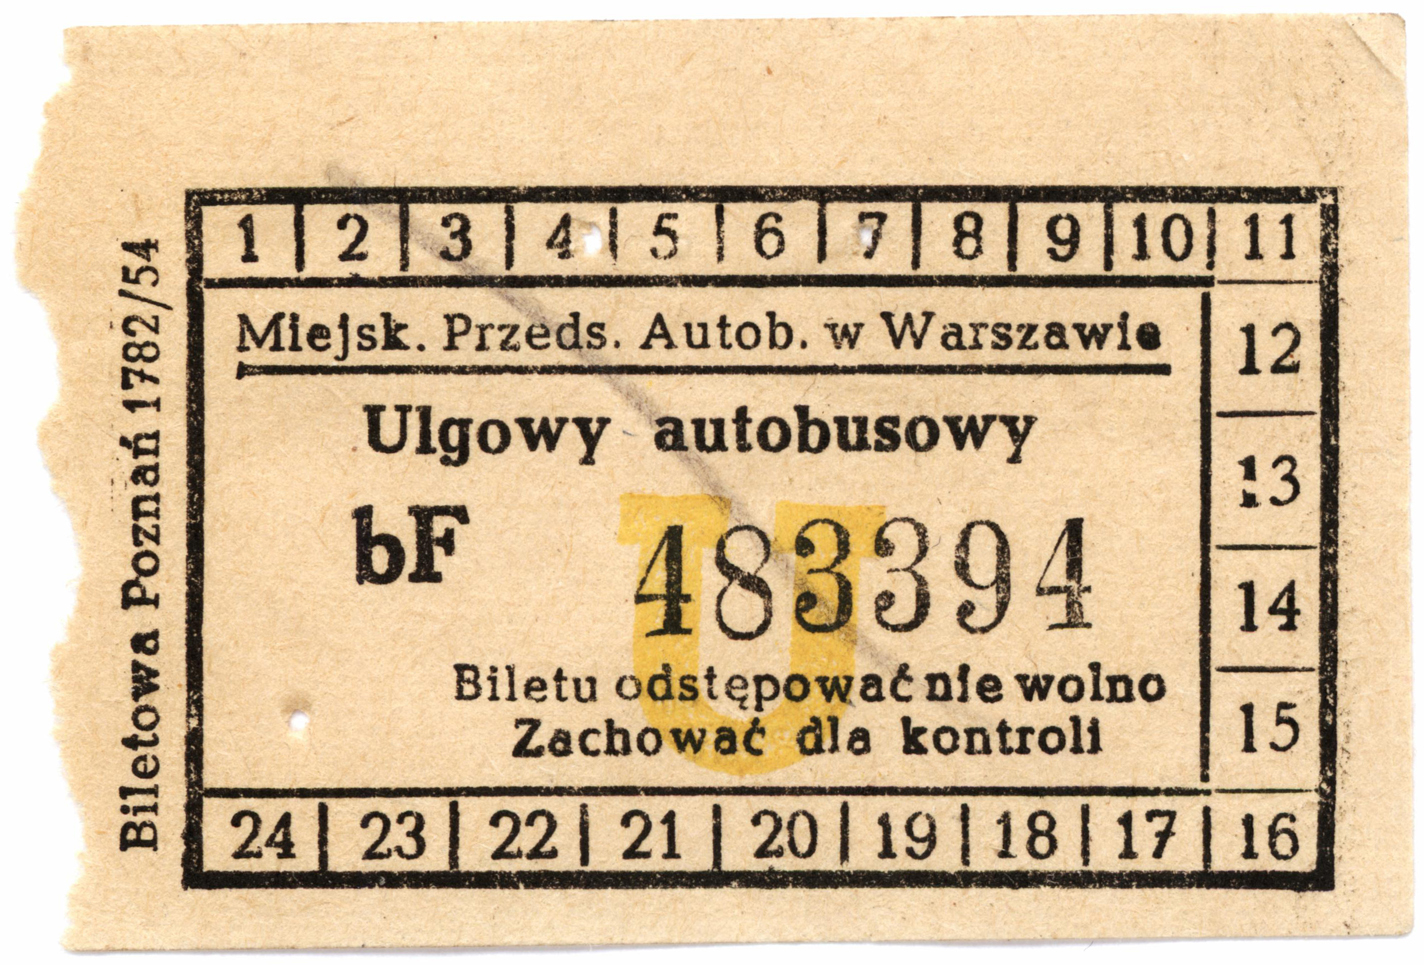 1 2 3 4 5 6 7 8 9 10 11
Miejsk. Przeds. Autob. w Warszawie
12
Ulgowy autobusowy
13
bF 483394
U
14
Biletu odstępować nie wolno
Zachować dla kontroli
15
24 23 22 21 20 19 18 17 16
Biletowa Poznań 1782/54